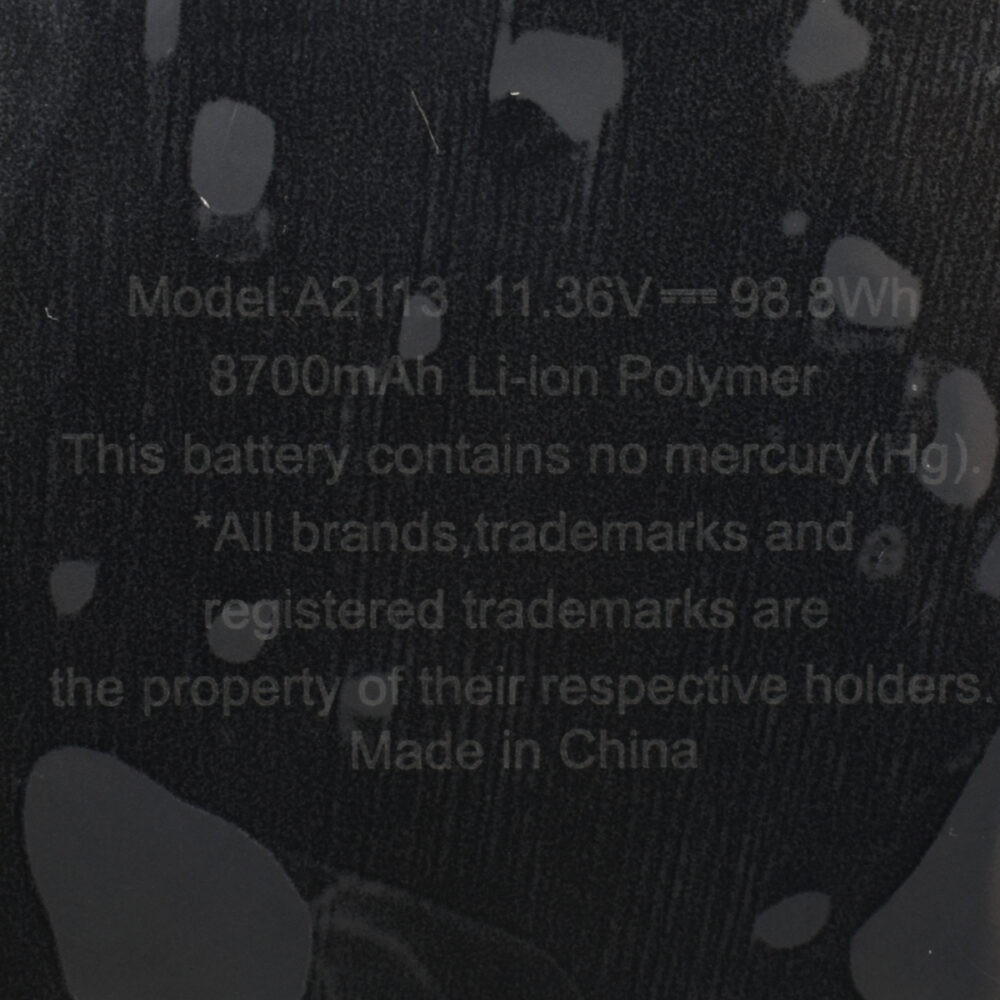 Model:A2113 11.36V⎓98.8Wh
8700mAh Li-ion Polymer
This battery contains no mercury(Hg).
*All brands,trademarks and
registered trademarks are
the property of their respective holders.
Made in China